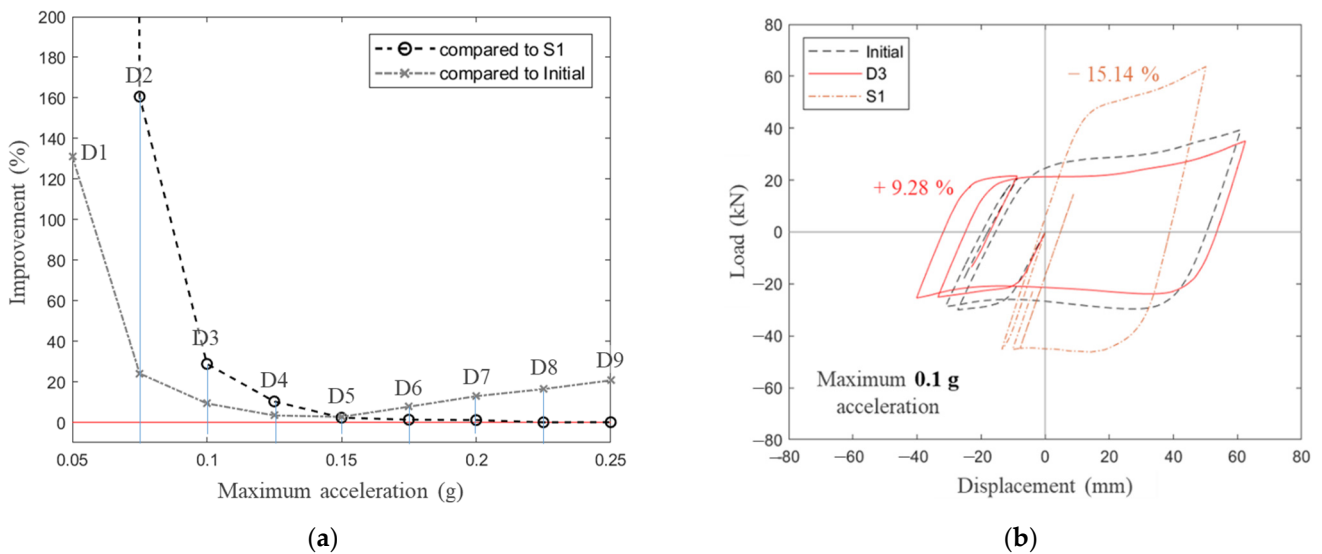 200
180
160
140
120
100
80
60
40
20
0
Improvement (%)
compared to S1
compared to Initial
D1
D2
D3
D4
D5
D6
D7
D8
D9
0.05
0.1
0.15
0.2
0.25
Maximum acceleration (g)
(a)
80
60
40
20
0
−20
−40
−60
−80
Load (kN)
Initial
D3
S1
− 15.14 %
+ 9.28 %
Maximum 0.1 g
acceleration
−80
−60
−40
−20
0
20
40
60
80
Displacement (mm)
(b)